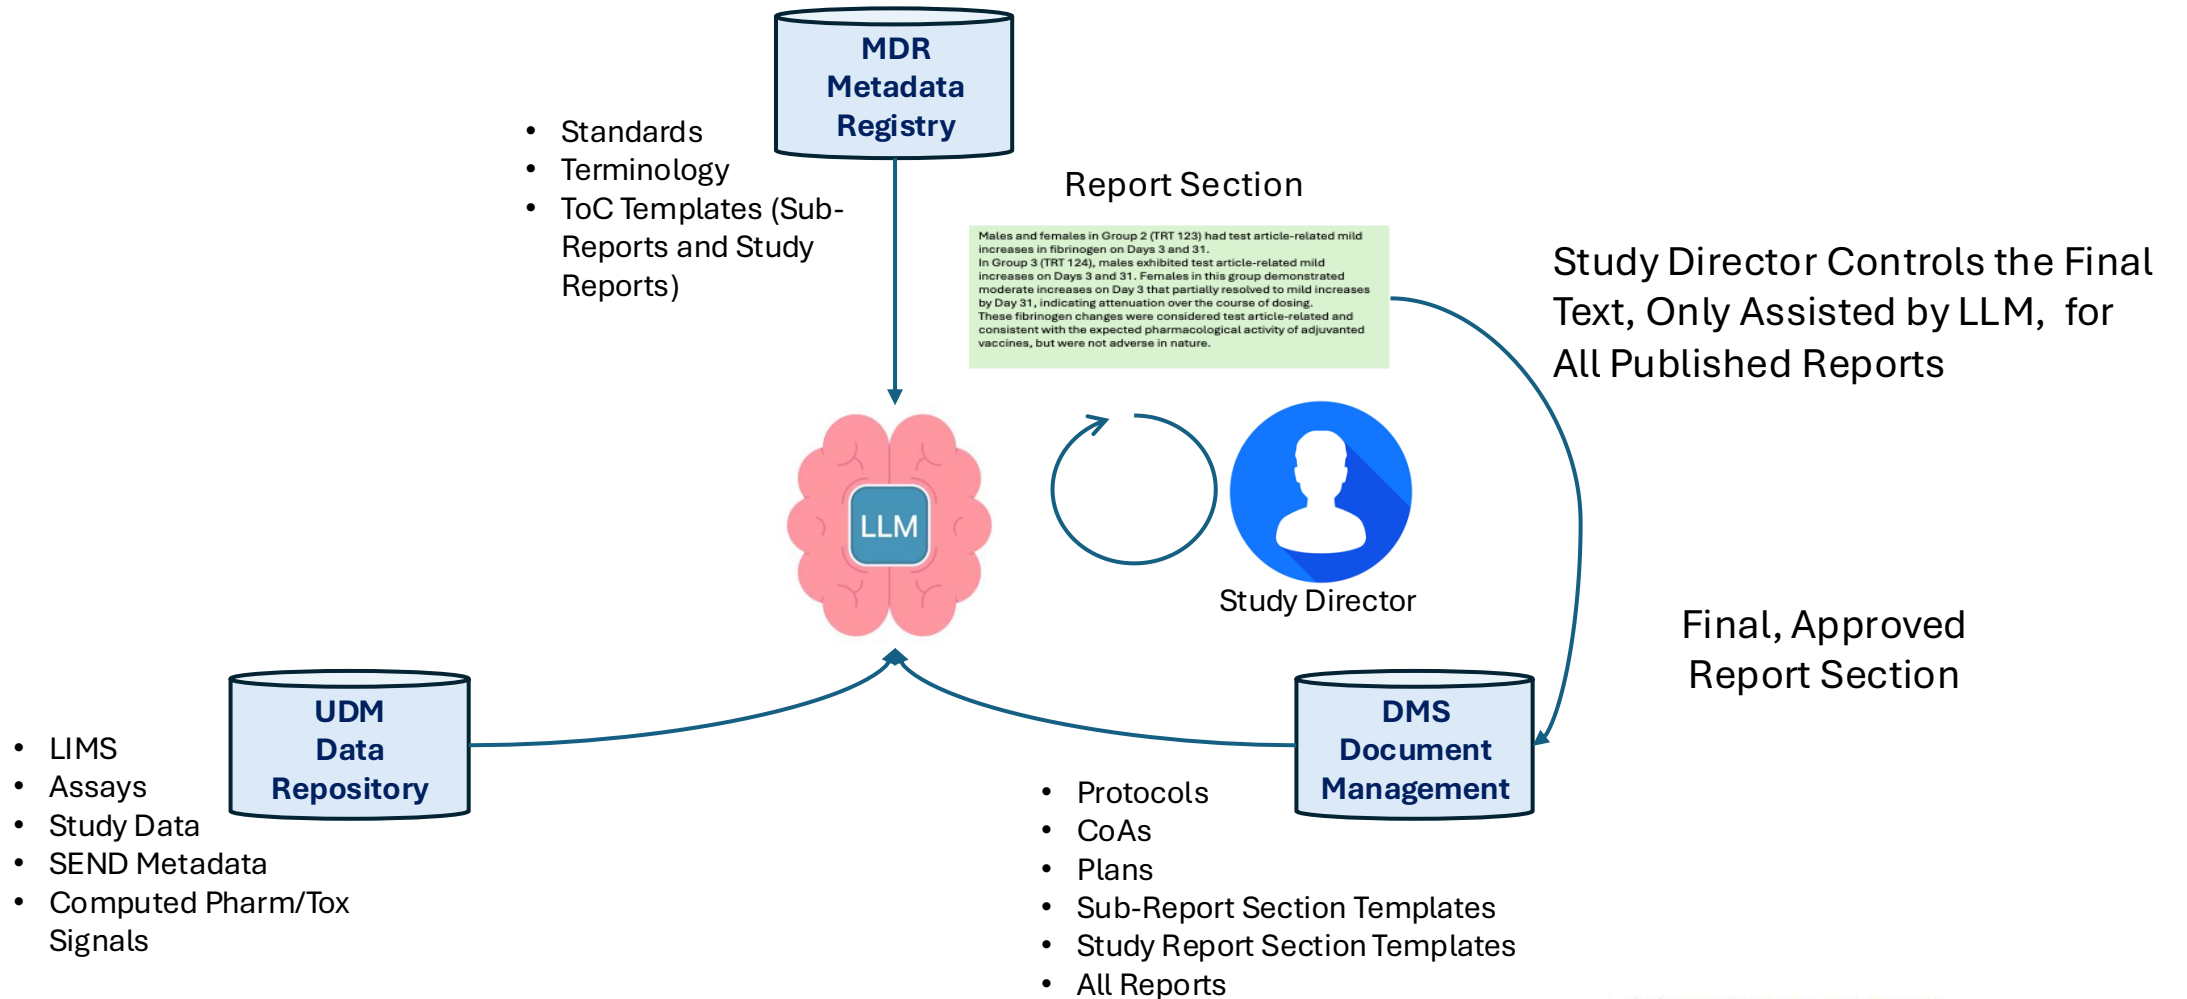 MDR
Metadata
Registry
• Standards
• Terminology
• ToC Templates (Sub-
Reports and Study
Reports)
Report Section
Males and females in Group 2 (TRT 123) had test article-related mild
increases in fibrinogen on Days 3 and 31.
In Group 3 (TRT 124), males exhibited test article-related mild
increases on Days 3 and 31. Females in this group demonstrated
moderate increases on Day 3 that partially resolved to mild increases
by Day 31, indicating attenuation over the course of dosing.
These fibrinogen changes were considered test article-related and
consistent with the expected pharmacological activity of adjuvanted
vaccines, but were not adverse in nature.
Study Director Controls the Final
Text, Only Assisted by LLM, for
All Published Reports
LLM
Study Director
Final, Approved
Report Section
UDM
Data
Repository
• LIMS
• Assays
• Study Data
• SEND Metadata
• Computed Pharm/Tox
Signals
DMS
Document
Management
• Protocols
• CoAs
• Plans
• Sub-Report Section Templates
• Study Report Section Templates
• All Reports